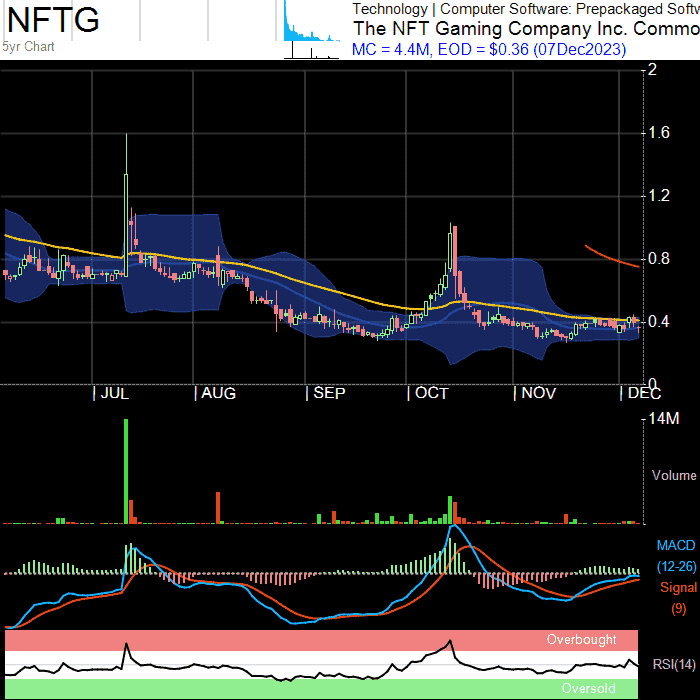 NFTG
5yr Chart
Technology | Computer Software: Prepackaged Softw
The NFT Gaming Company Inc. Commo
MC = 4.4M, EOD = $0.36 (07Dec2023)
2
1.6
1.2
0.8
0.4
0
JUL AUG SEP OCT NOV DEC
14M
Volume
MACD
(12-26)
Signal
(9)
Overbought
RSI(14)
Oversold